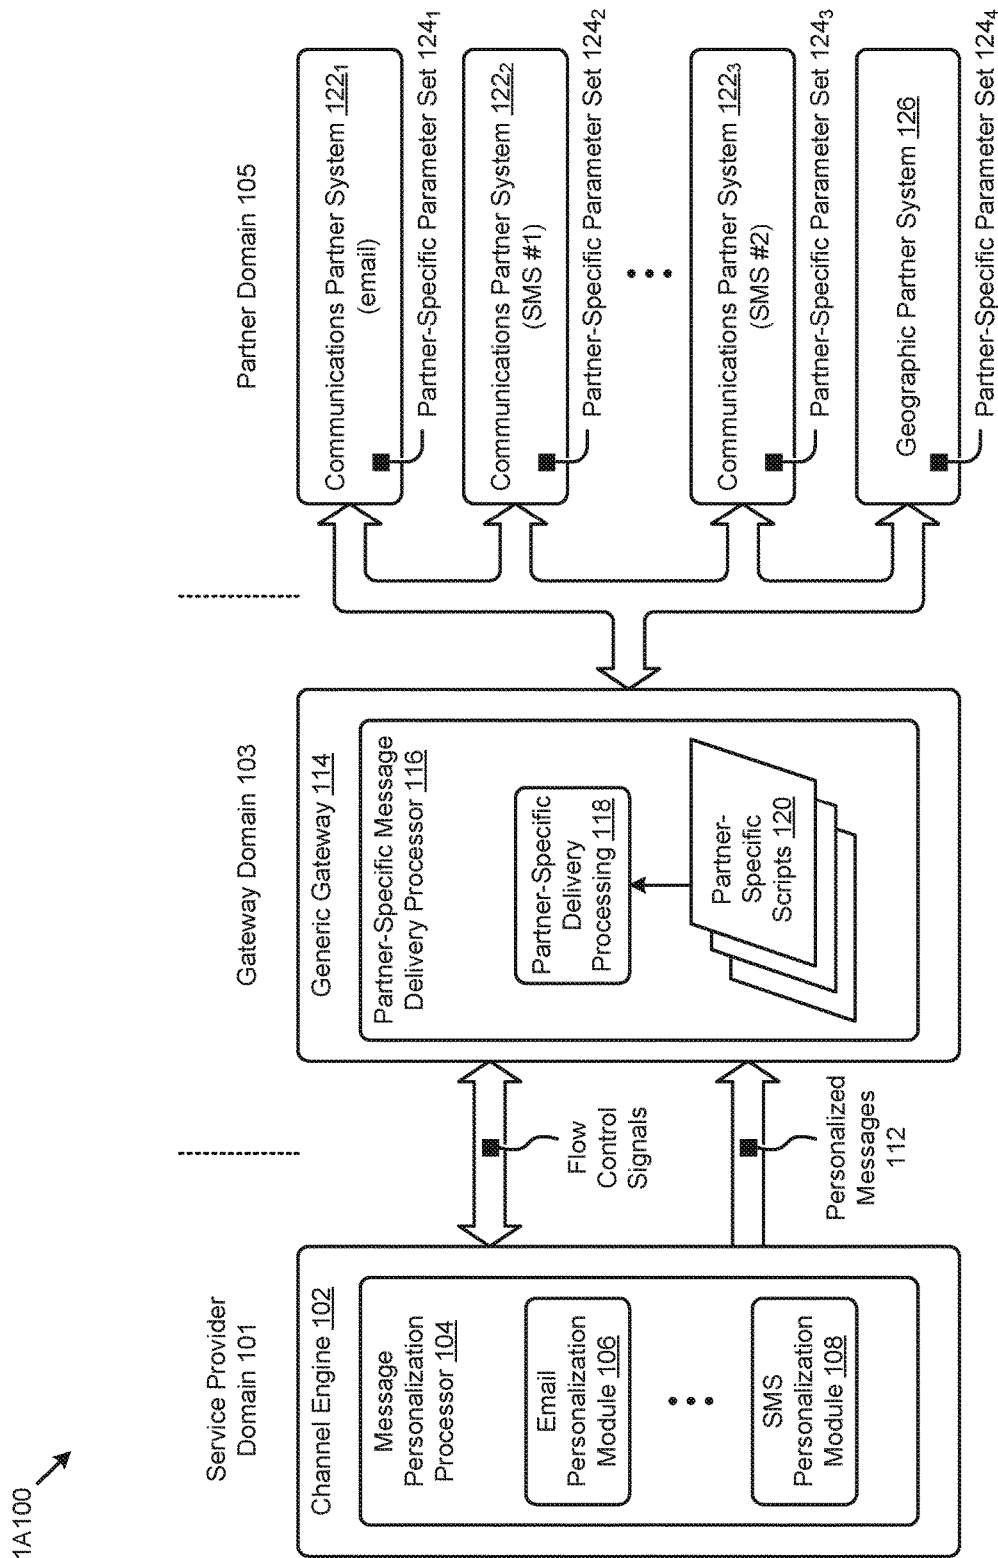 1A100
Service Provider
Domain 101
Channel Engine 102
Message
Personalization
Processor 104
Email
Personalization
Module 106
SMS
Personalization
Module 108
Flow
Control
Signals
Personalized
Messages
112
Gateway Domain 103
Generic Gateway 114
Partner-Specific Message
Delivery Processor 116
Partner-Specific
Delivery
Processing 118
Partner-
Specific
Scripts 120
Partner Domain 105
Communications Partner System 122₁
(email)
Partner-Specific Parameter Set 124₁
Communications Partner System 122₂
(SMS #1)
Partner-Specific Parameter Set 124₂
Communications Partner System 122₃
(SMS #2)
Partner-Specific Parameter Set 124₃
Geographic Partner System 126
Partner-Specific Parameter Set 124₄